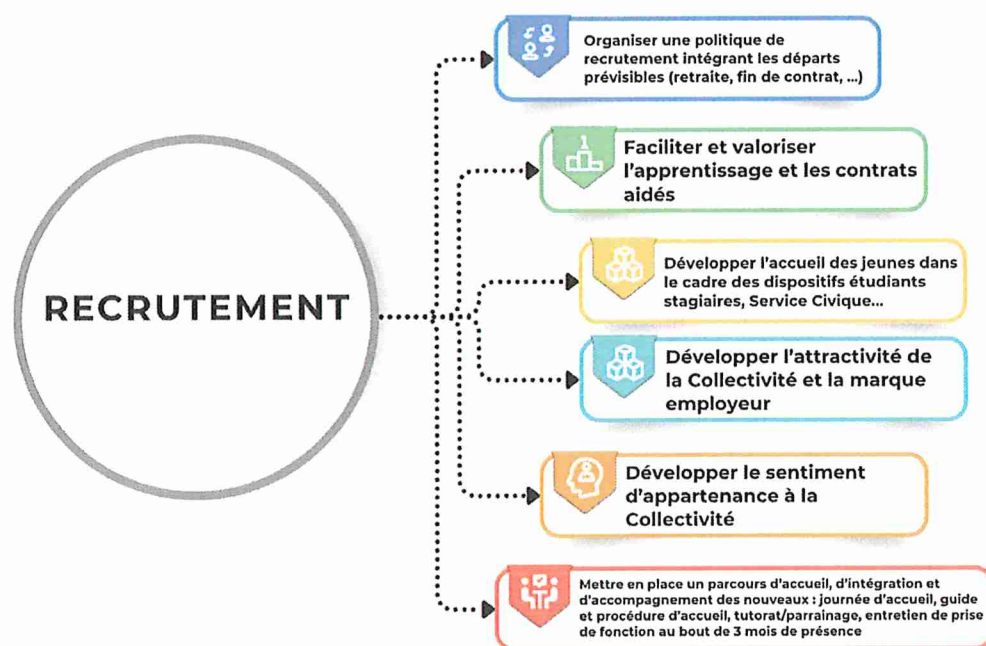 RECRUTEMENT
Organiser une politique de
recrutement intégrant les départs
prévisibles (retraite, fin de contrat, ...)
1
Faciliter et valoriser
l'apprentissage et les contrats
aidés
Développer l'accueil des jeunes dans
le cadre des dispositifs étudiants
stagiaires, Service Civique...
Développer l'attractivité de
la Collectivité et la marque
employeur
Développer le sentiment
d'appartenance à la
Collectivité
Mettre en place un parcours d'accueil, d'intégration et
d'accompagnement des nouveaux : journée d'accueil, guide
et procédure d'accueil, tutorat/parrainage, entretien de prise
de fonction au bout de 3 mois de présence